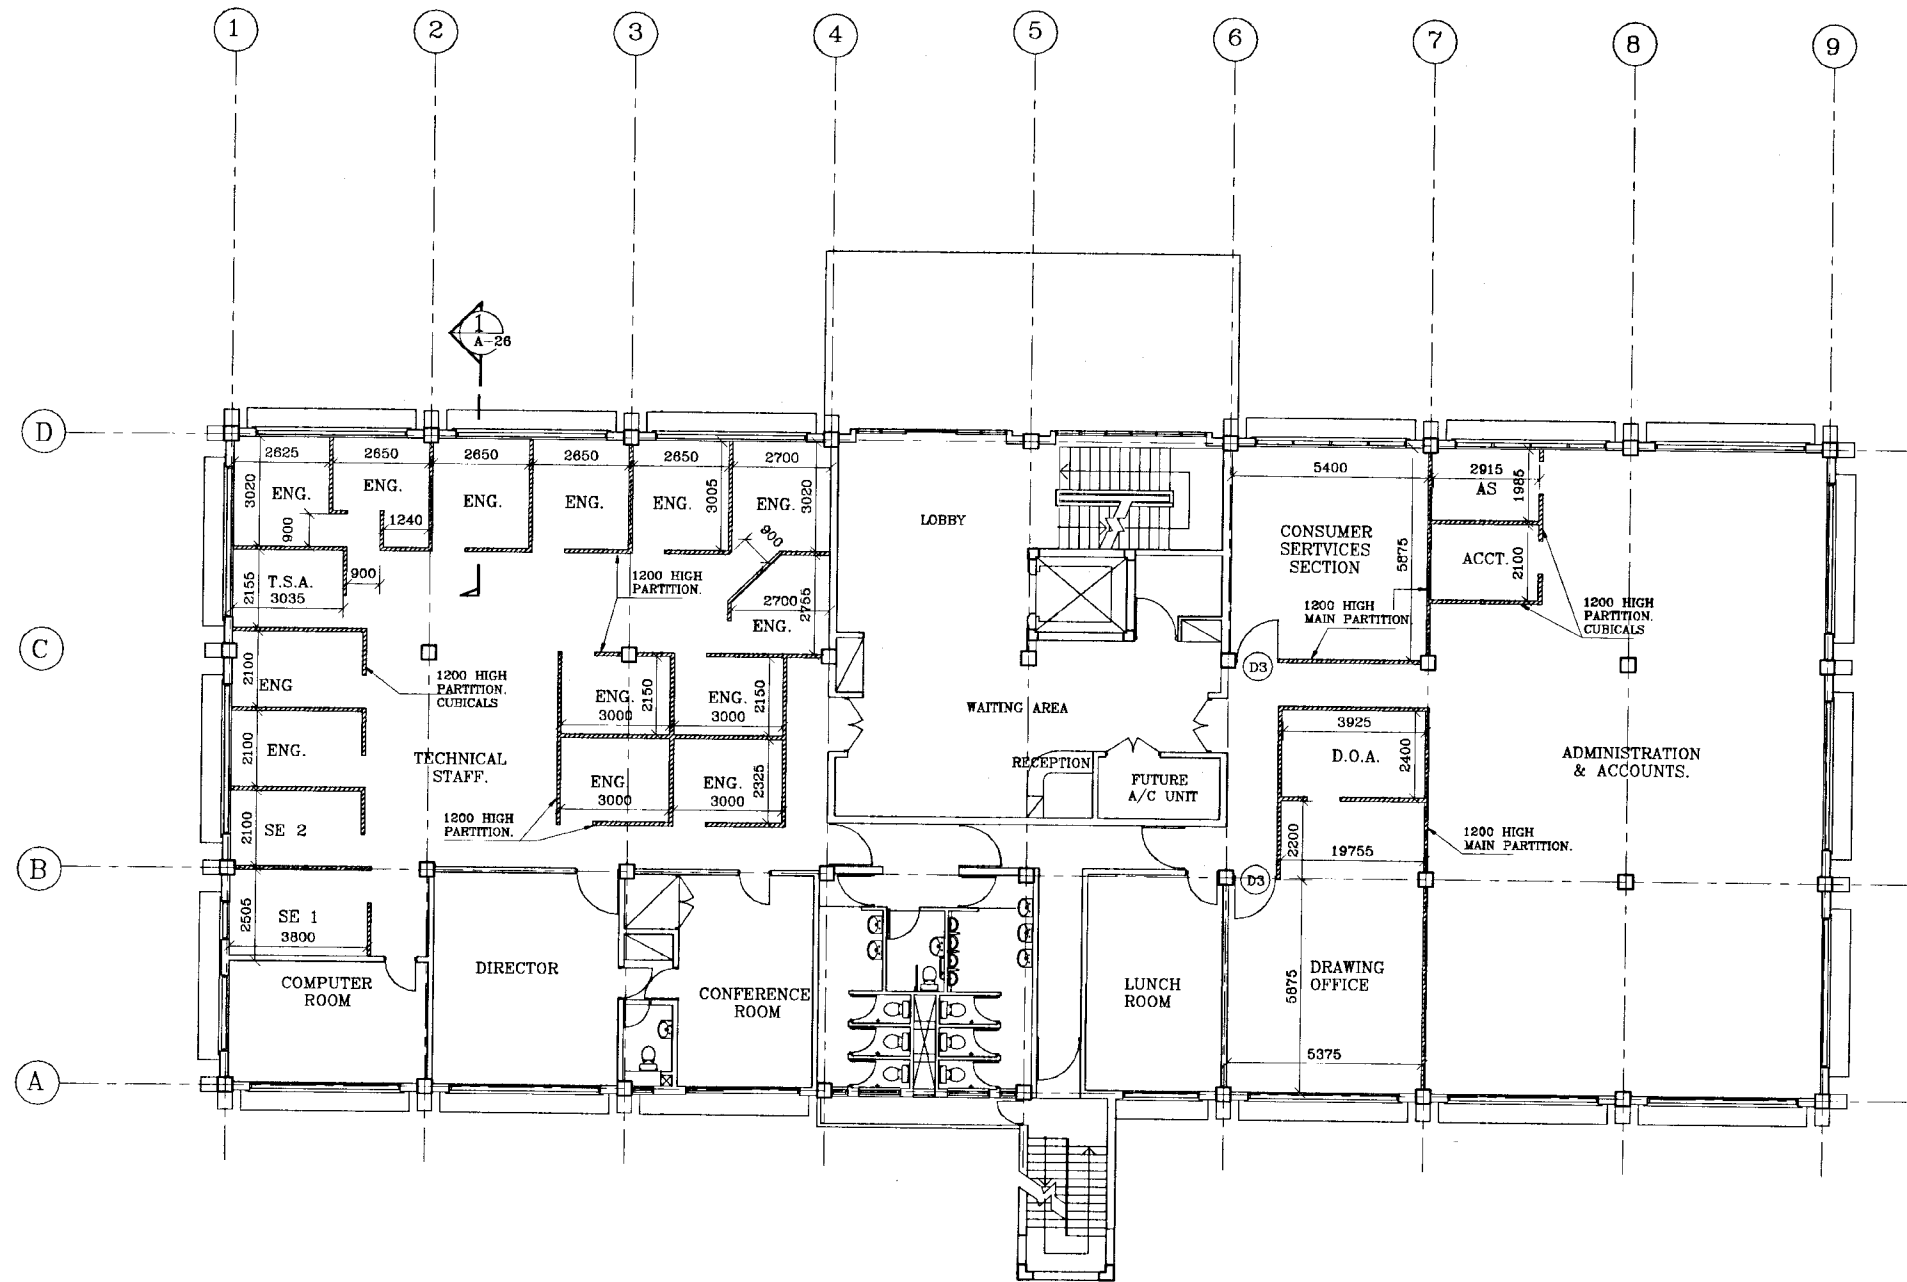 1
2
3
4
5
6
7
8
9
1
A-26
D
2625
2650
2650
2650
2650
2700
5400
2915
3020
ENG.
ENG.
ENG.
ENG.
ENG.
3005
ENG.
3020
AS
1985
900
1240
900
LOBBY
CONSUMER
SERTVICES
SECTION
5875
ACCT.
2100
T.S.A.
3035
2155
900
1200 HIGH
PARTITION.
2700
2755
ENG.
1200 HIGH
MAIN PARTITION
1200 HIGH
PARTITION.
CUBICALS
C
D3
2100
ENG
1200 HIGH
PARTITION.
CUBICALS
ENG.
3000
2150
ENG.
3000
2150
WAITING AREA
3925
D.O.A.
2400
2100
ENG.
TECHNICAL
STAFF.
ENG
3000
ENG.
3000
2325
RECEPTION
FUTURE
A/C UNIT
ADMINISTRATION
& ACCOUNTS.
2100
SE 2
1200 HIGH
PARTITION.
2200
19755
1200 HIGH
MAIN PARTITION.
B
D3
2505
SE 1
3800
DIRECTOR
COMPUTER
ROOM
CONFERENCE
ROOM
LUNCH
ROOM
DRAWING
OFFICE
5875
5375
A